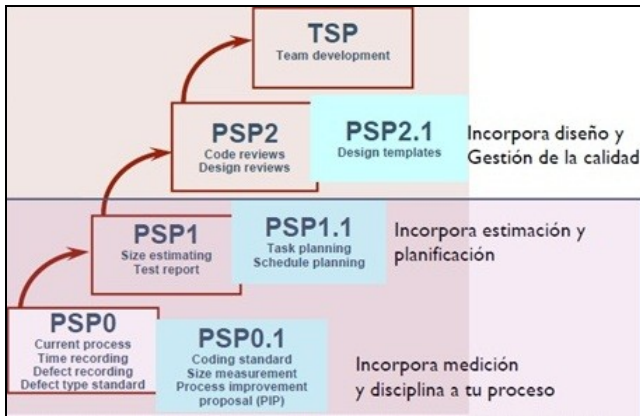 TSP
Team development
PSP2
Code reviews
Design reviews
PSP2.1
Design templates
Incorpora diseño y
Gestión de la calidad
PSP1
Size estimating
Test report
PSP1.1
Task planning
Schedule planning
Incorpora estimación y
planificación
PSP0
Current process
Time recording
Defect recording
Defect type standard
PSP0.1
Coding standard
Size measurement
Process improvement
proposal (PIP)
Incorpora medición
y disciplina a tu proceso